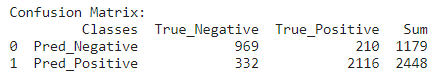 Confusion Matrix:
Classes True_Negative True_Positive Sum
0 Pred_Negative 969 210 1179
1 Pred_Positive 332 2116 2448